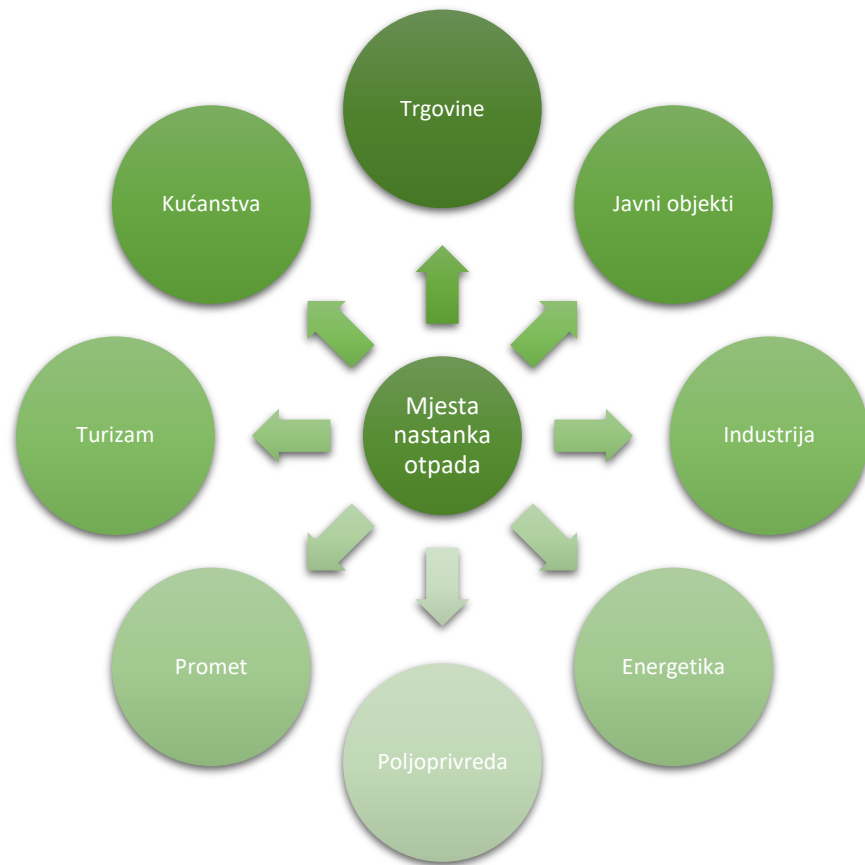 Trgovine
Kućanstva
Javni objekti
Turizam
Mjesta
nastanka
otpada
Industrija
Promet
Energetika
Poljoprivreda